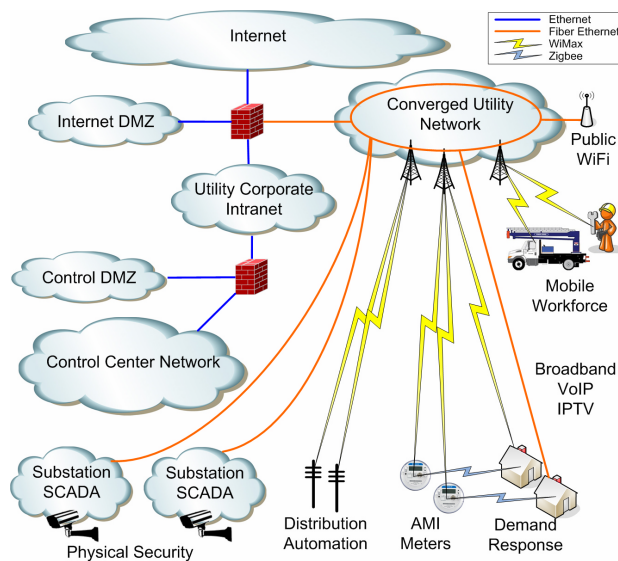 Ethernet
Fiber Ethernet
WiMax
Zigbee
Internet
Internet DMZ
Converged Utility
Network
Public
WiFi
Utility Corporate
Intranet
Control DMZ
Mobile
Workforce
Control Center Network
Broadband
VoIP
IPTV
Substation
SCADA
Substation
SCADA
Physical Security
Distribution
Automation
AMI
Meters
Demand
Response